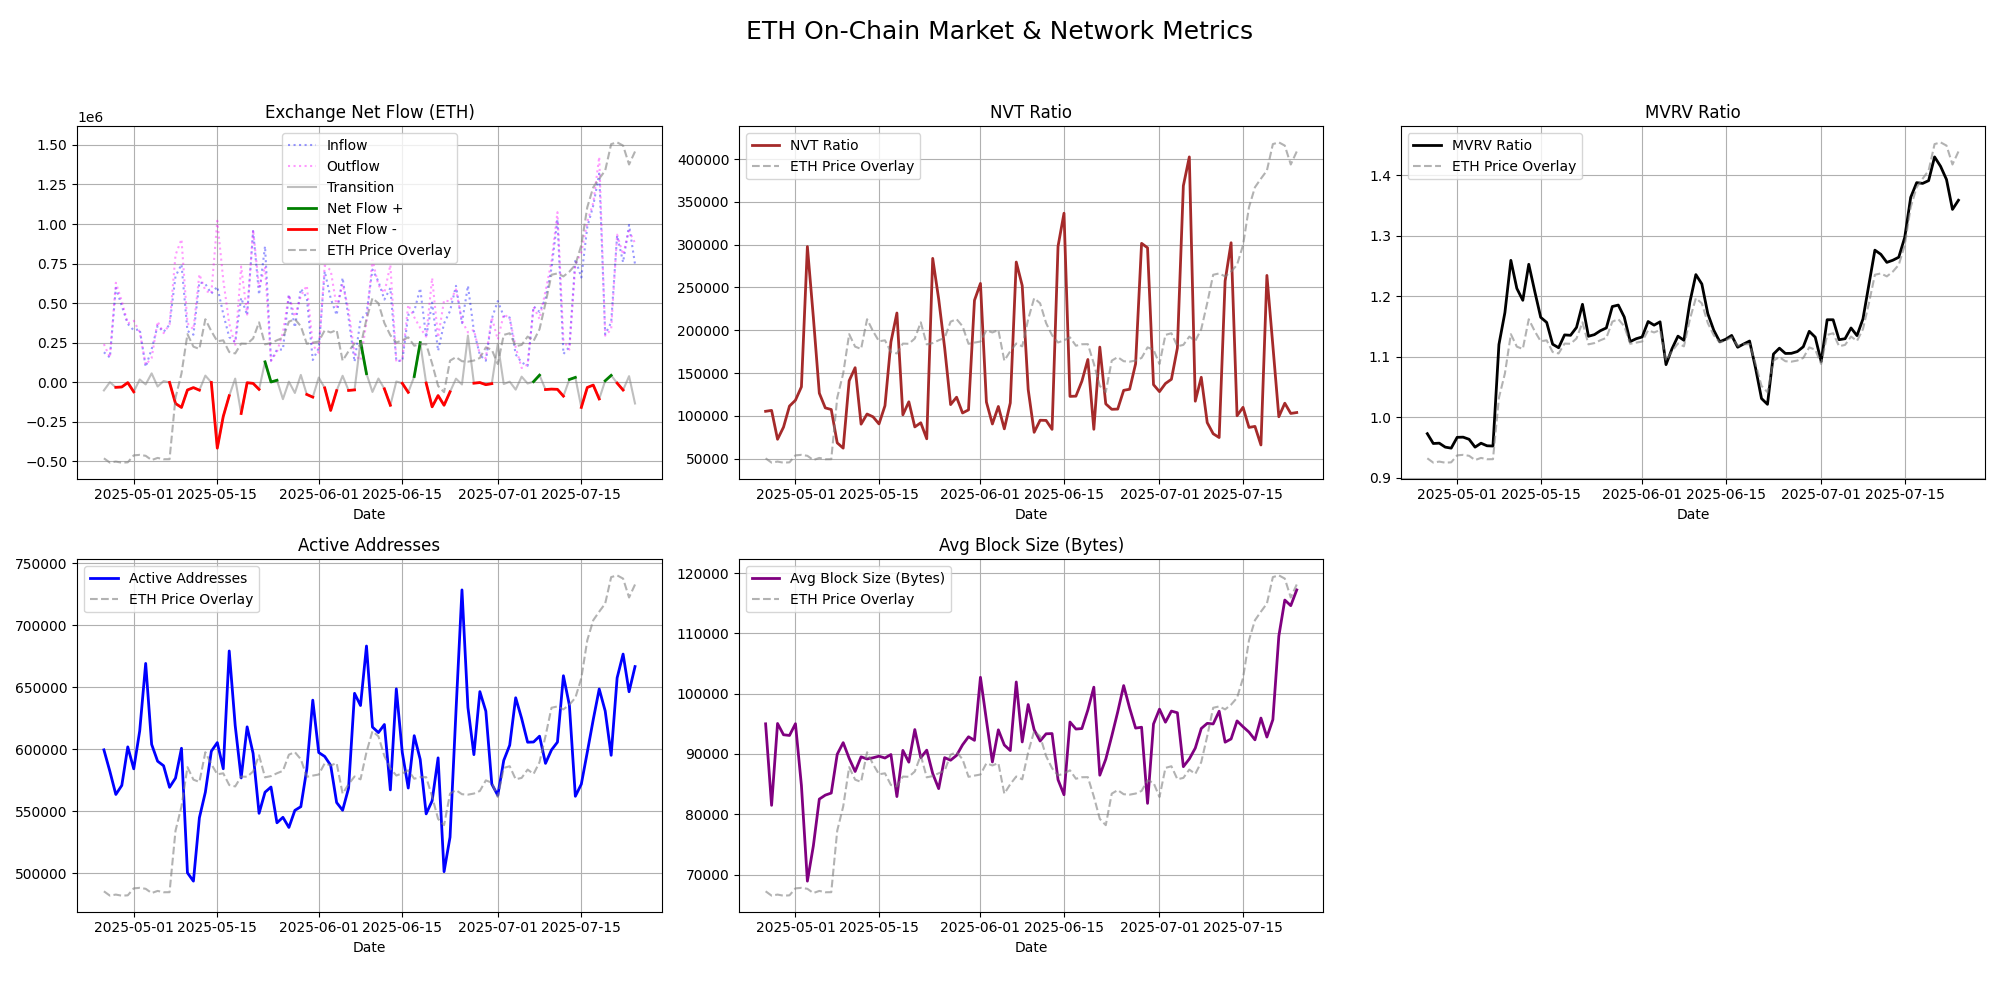 ETH On-Chain Market & Network Metrics
Exchange Net Flow (ETH)
1e6
1.50
1.25
1.00
0.75
0.50
0.25
0.00
−0.25
−0.50
Inflow
Outflow
Transition
Net Flow +
Net Flow -
ETH Price Overlay
2025-05-01 2025-05-15 2025-06-01 2025-06-15 2025-07-01 2025-07-15
Date
NVT Ratio
400000
350000
300000
250000
200000
150000
100000
50000
NVT Ratio
ETH Price Overlay
2025-05-01 2025-05-15 2025-06-01 2025-06-15 2025-07-01 2025-07-15
Date
MVRV Ratio
1.4
1.3
1.2
1.1
1.0
0.9
MVRV Ratio
ETH Price Overlay
2025-05-01 2025-05-15 2025-06-01 2025-06-15 2025-07-01 2025-07-15
Date
Active Addresses
750000
700000
650000
600000
550000
500000
Active Addresses
ETH Price Overlay
2025-05-01 2025-05-15 2025-06-01 2025-06-15 2025-07-01 2025-07-15
Date
Avg Block Size (Bytes)
120000
110000
100000
90000
80000
70000
Avg Block Size (Bytes)
ETH Price Overlay
2025-05-01 2025-05-15 2025-06-01 2025-06-15 2025-07-01 2025-07-15
Date